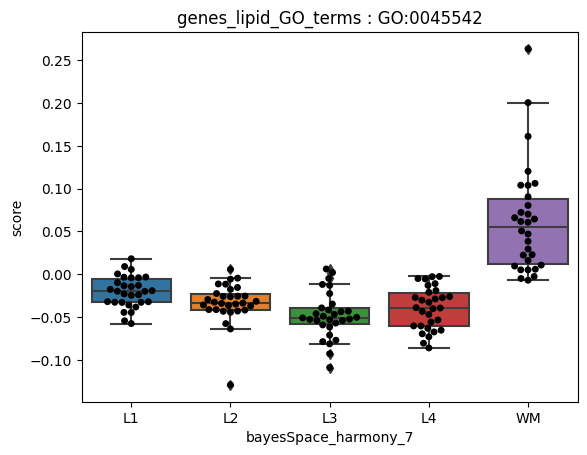 genes_lipid_GO_terms : GO:0045542
0.25
0.20
0.15
0.10
0.05
0.00
−0.05
−0.10
score
L1 L2 L3 L4 WM
bayesSpace_harmony_7